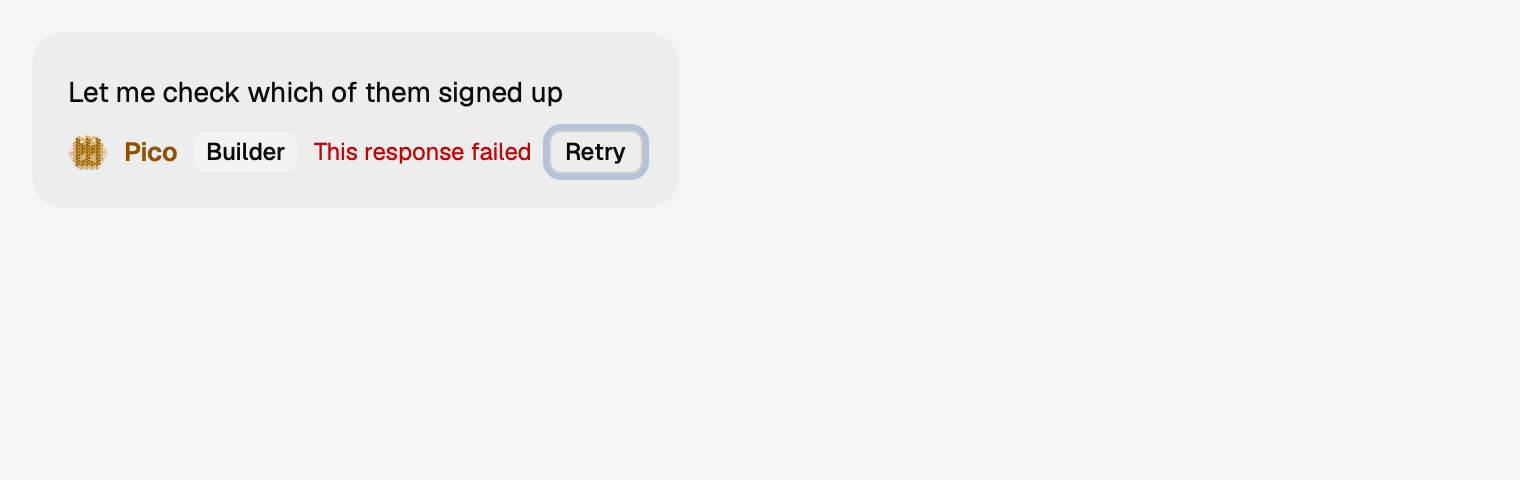 Let me check which of them signed up
Pico Builder This response failed Retry